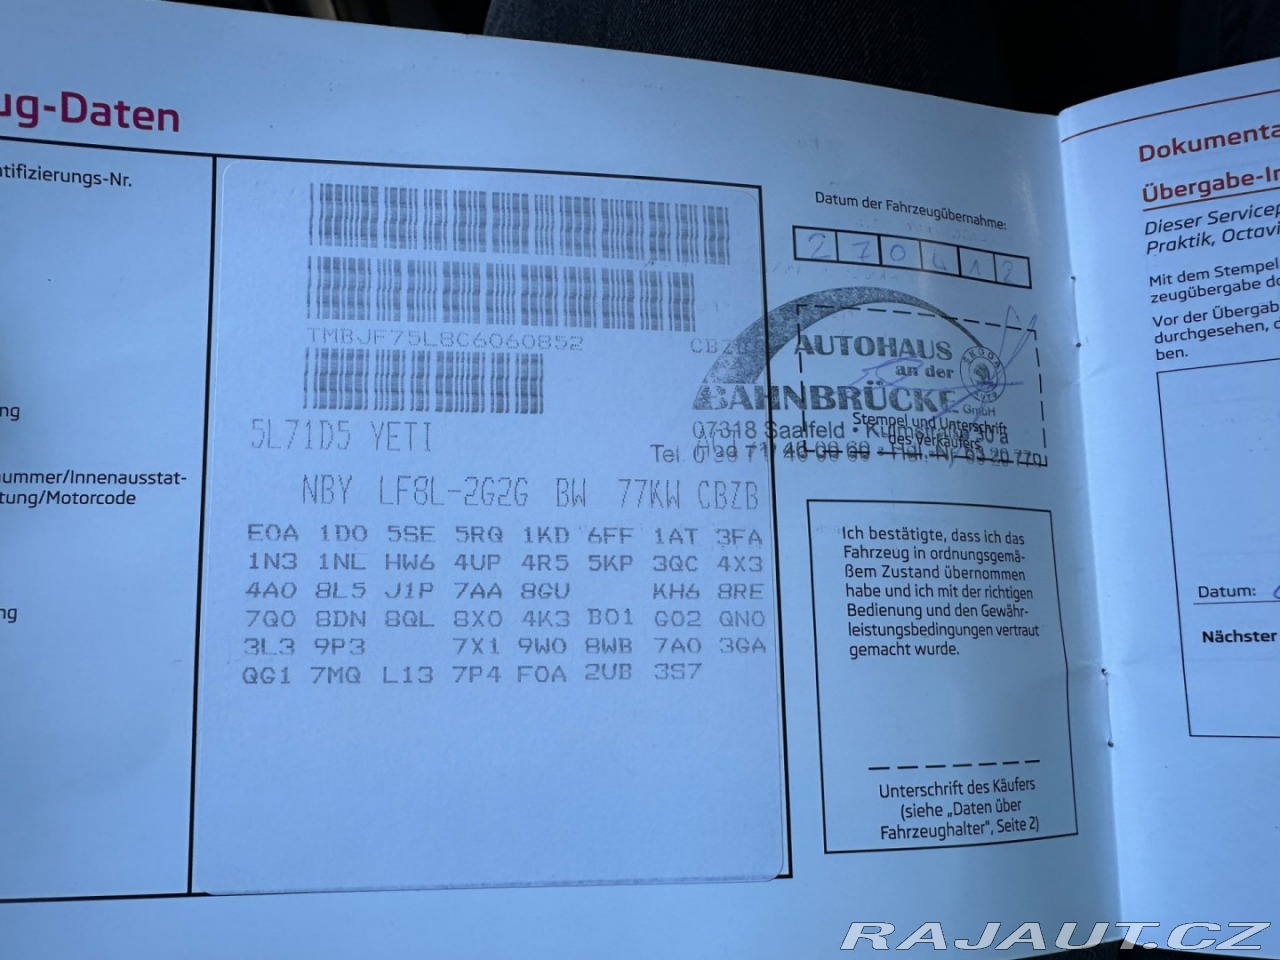 ug-Daten
ntifizierungs-Nr.
ng
nummer/Innenausstat-
tung/Motorcode
ng
TMBJF75L8C6060852 CBZB
5L71D5 YETI
NBY LF8L-2G2G BW 77KW CBZB
E0A 1D0 5SE 5RQ 1KD 6FF 1AT 3FA
1N3 1NL HW6 4UP 4R5 5KP 3QC 4X3
4A0 8L5 J1P 7AA 8GU KH6 8RE
7Q0 8DN 8QL 8X0 4K3 B01 G02 QN0
3L3 9P3 7X1 9W0 8WB 7A0 3GA
QG1 7MQ L13 7P4 F0A 2UB 3S7
Datum der Fahrzeugübernahme:
270412
AUTOHAUS
an der
BAHNBRÜCKE GmbH
SKODA
AUTO
07318 Saalfeld •
Stempel und Unterschrift
des Verkäufers
Tel
Ich bestätigte, dass ich das
Fahrzeug in ordnungsgemä-
ßem Zustand übernommen
habe und ich mit der richtigen
Bedienung und den Gewähr-
leistungsbedingungen vertraut
gemacht wurde.
Unterschrift des Käufers
(siehe „Daten über
Fahrzeughalter", Seite 2)
Dokumenta
Übergabe-In
Dieser Servicep
Praktik, Octavi
Mit dem Stempel
zeugübergabe do
Vor der Übergab
durchgesehen, d
ben.
Datum:
Nächster
RAJAUT.CZ